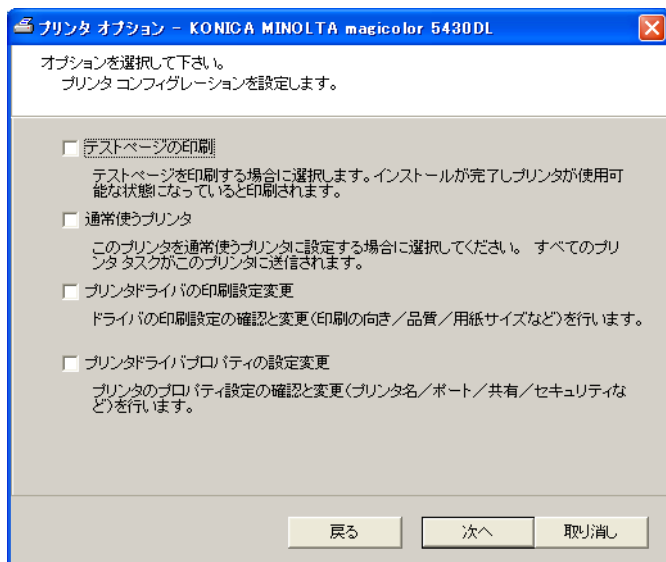 プリンタ オプション - KONICA MINOLTA magicolor 5430DL
オプションを選択して下さい。
プリンタ コンフィグレーションを設定します。
テストページの印刷
テストページを印刷する場合に選択します。インストールが完了しプリンタが使用可
能な状態になっていると印刷されます。
通常使うプリンタ
このプリンタを通常使うプリンタに設定する場合に選択してください。 すべてのプリ
ンタ タスクがこのプリンタに送信されます。
プリンタドライバの印刷設定変更
ドライバの印刷設定の確認と変更(印刷の向き／品質／用紙サイズなど)を行います。
プリンタドライバプロパティの設定変更
プリンタのプロパティ設定の確認と変更(プリンタ名／ポート／共有／セキュリティな
ど)を行います。
戻る
次へ
取り消し